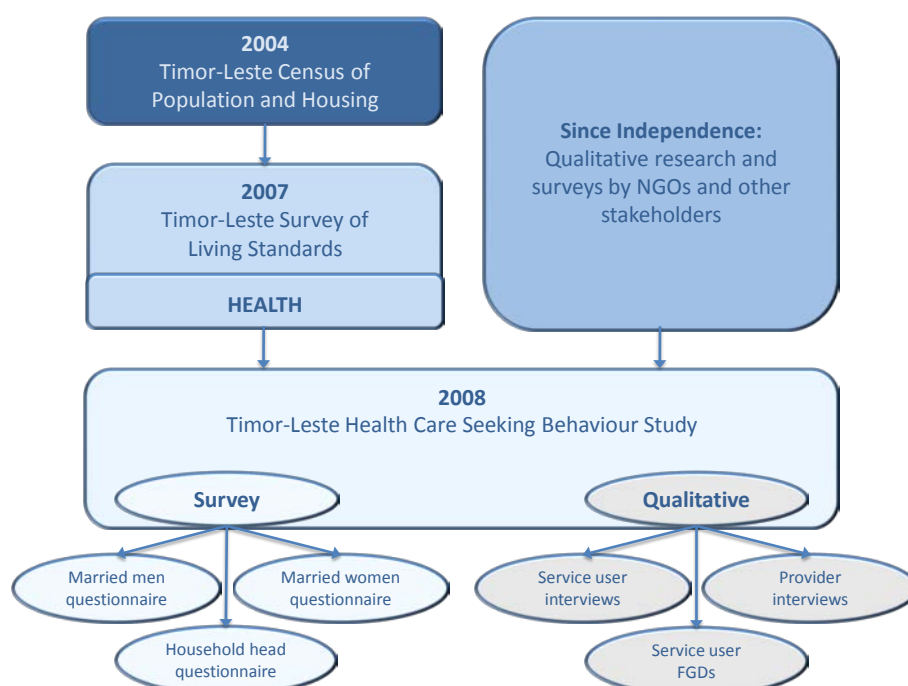 2004
Timor-Leste Census of
Population and Housing
2007
Timor-Leste Survey of
Living Standards
HEALTH
Since Independence:
Qualitative research and
surveys by NGOs and other
stakeholders
2008
Timor-Leste Health Care Seeking Behaviour Study
Survey
Qualitative
Married men
questionnaire
Married women
questionnaire
Household head
questionnaire
Service user
interviews
Provider
interviews
Service user
FGDs